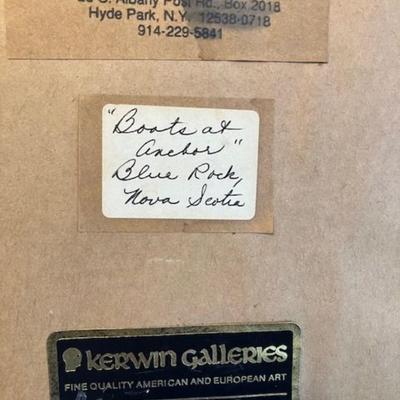 Albany Post Rd., Box 2018
Hyde Park, N.Y. 12538-0718
914-229-5841
"Boats at
Anchor"
Blue Rock,
Nova Scotia
KERWIN GALLERIES
FINE QUALITY AMERICAN AND EUROPEAN ART